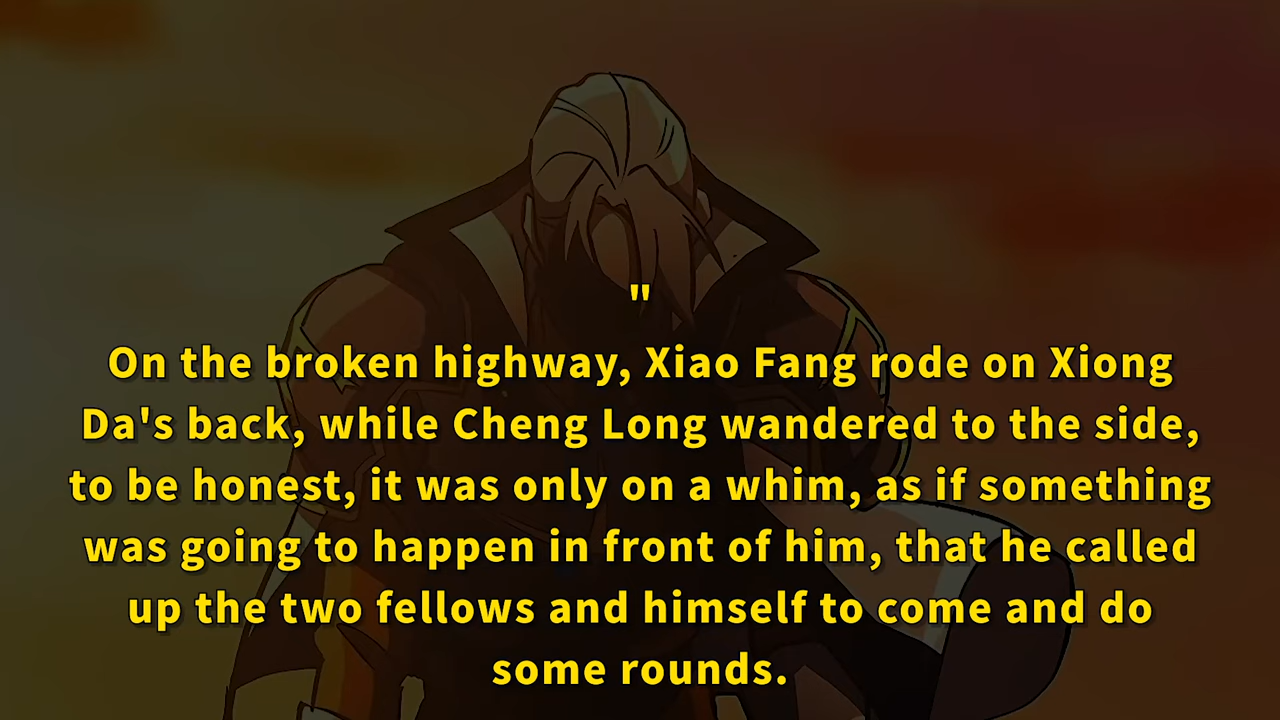 "
On the broken highway, Xiao Fang rode on Xiong
Da's back, while Cheng Long wandered to the side,
to be honest, it was only on a whim, as if something
was going to happen in front of him, that he called
up the two fellows and himself to come and do
some rounds.